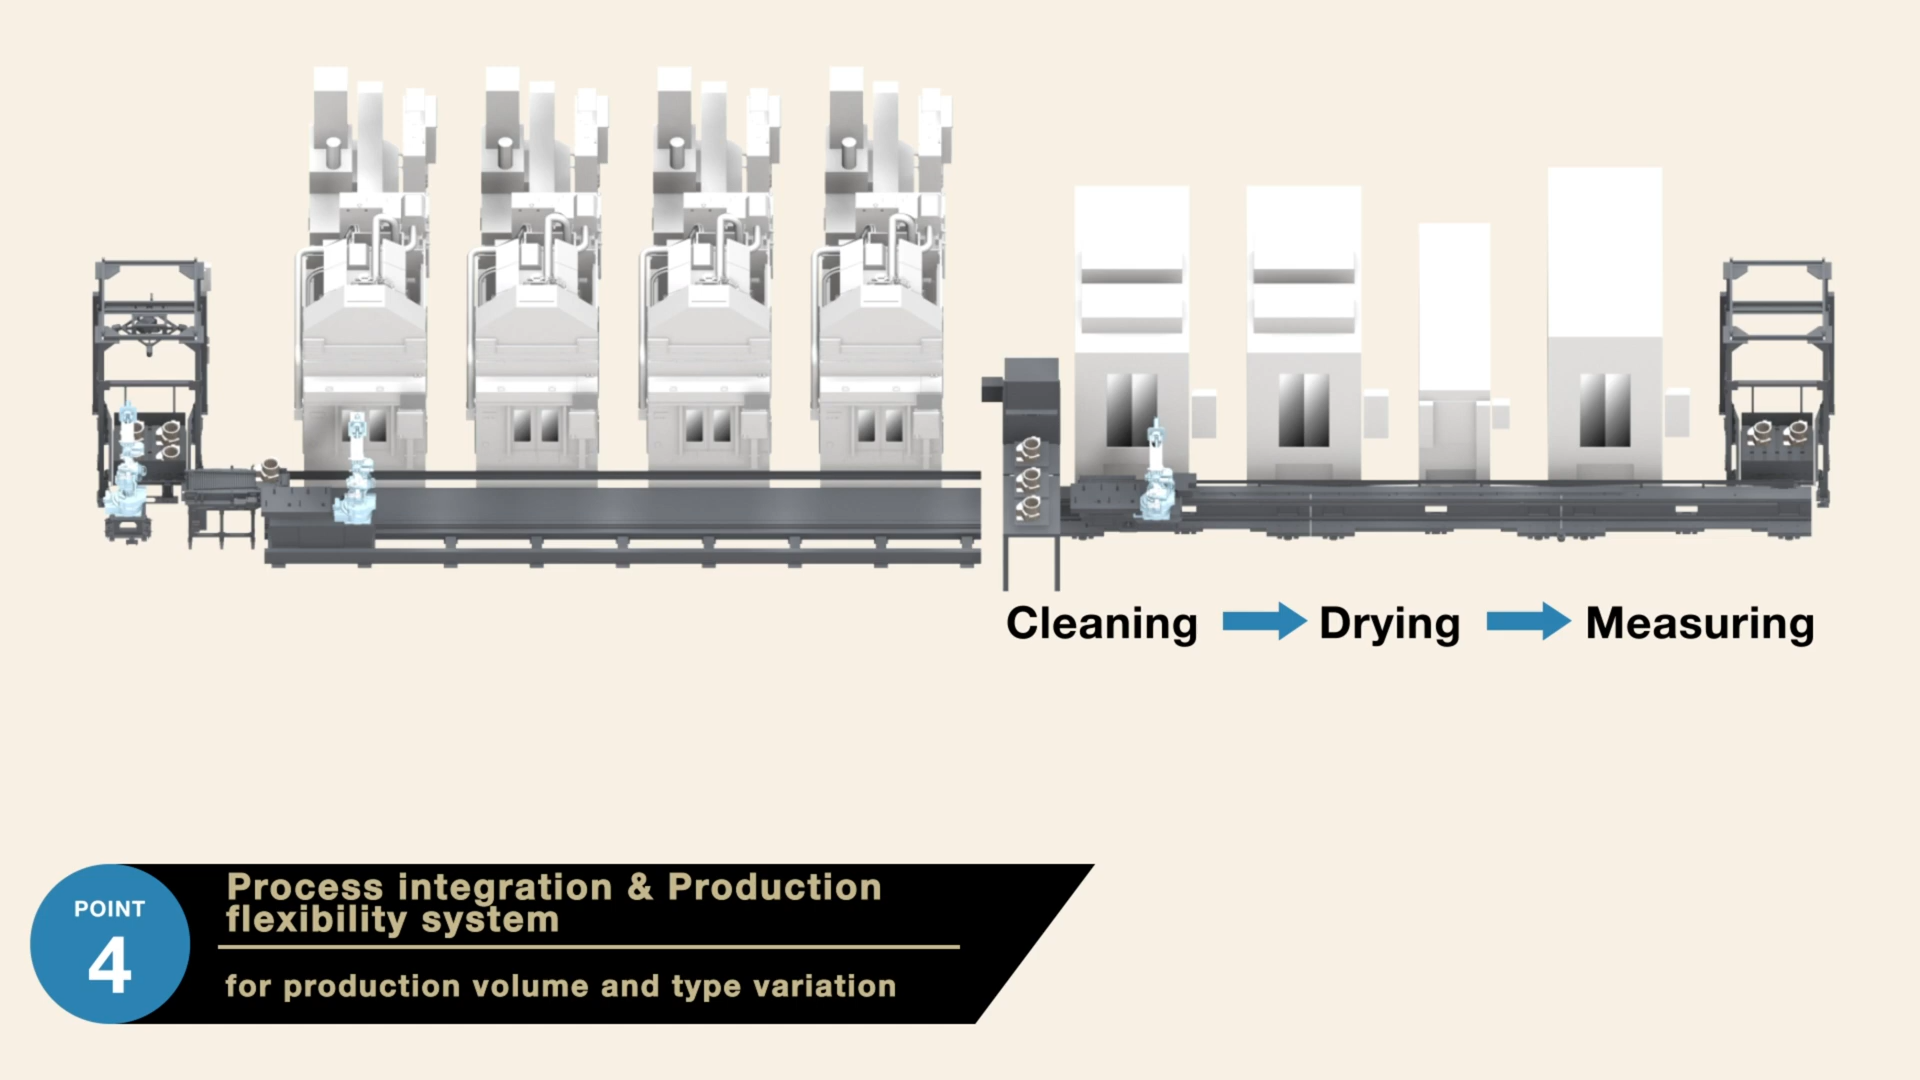 Cleaning → Drying → Measuring
POINT
4
Process integration & Production
flexibility system
for production volume and type variation